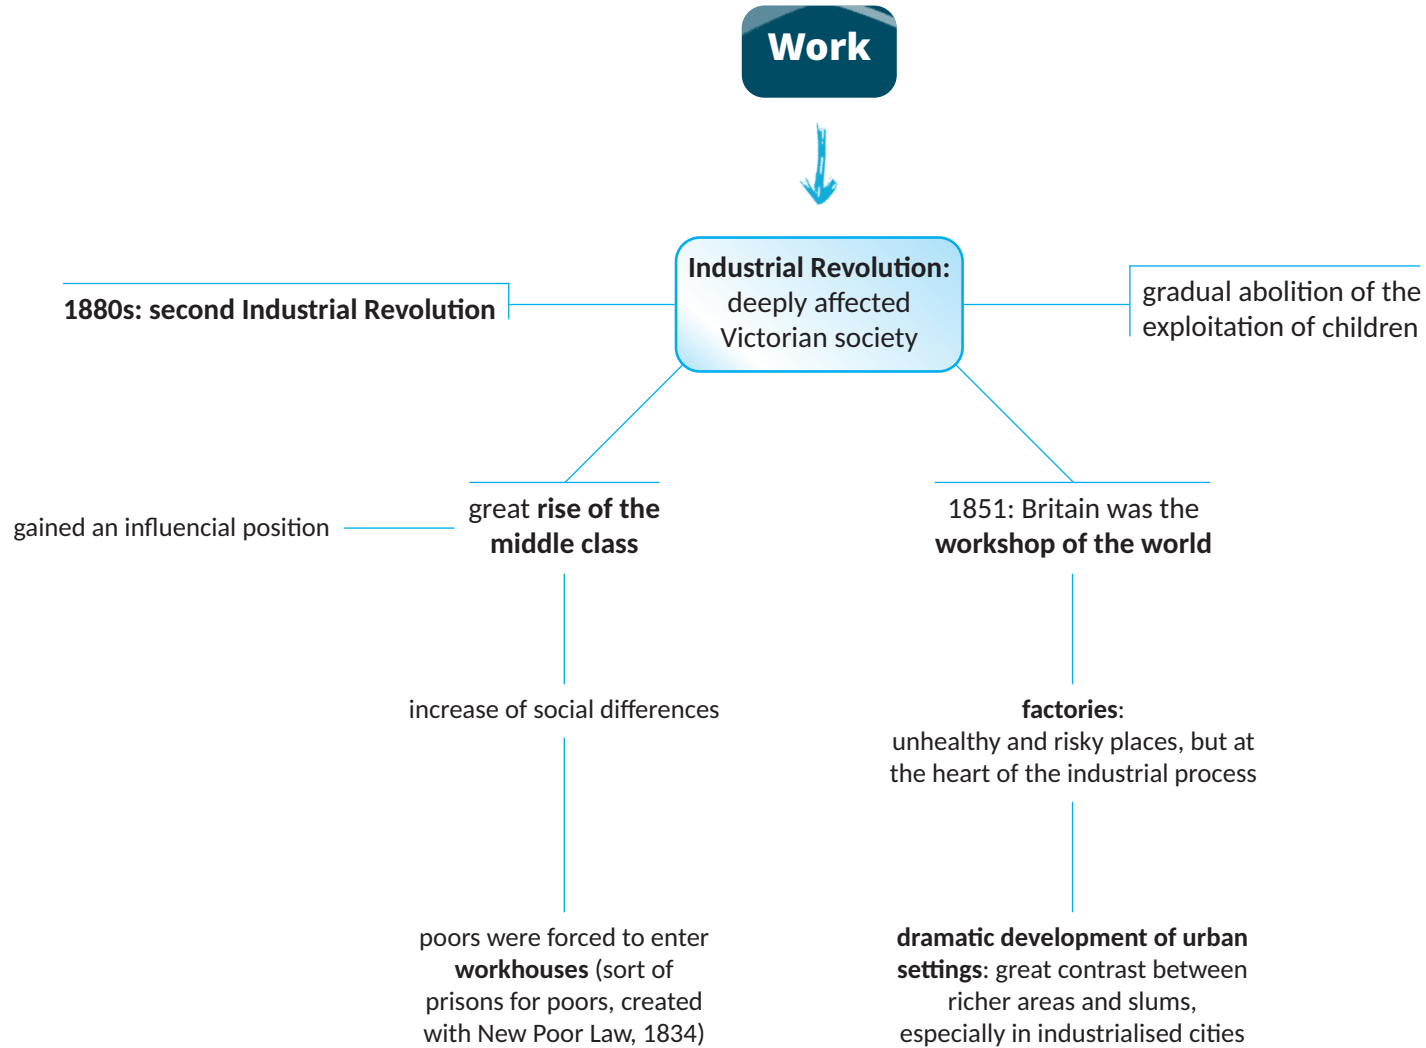 Work
Industrial Revolution:
deeply affected
Victorian society
1880s: second Industrial Revolution
gradual abolition of the
exploitation of children
gained an influencial position
great rise of the
middle class
1851: Britain was the
workshop of the world
increase of social differences
factories:
unhealthy and risky places, but at
the heart of the industrial process
poors were forced to enter
workhouses (sort of
prisons for poors, created
with New Poor Law, 1834)
dramatic development of urban
settings: great contrast between
richer areas and slums,
especially in industrialised cities